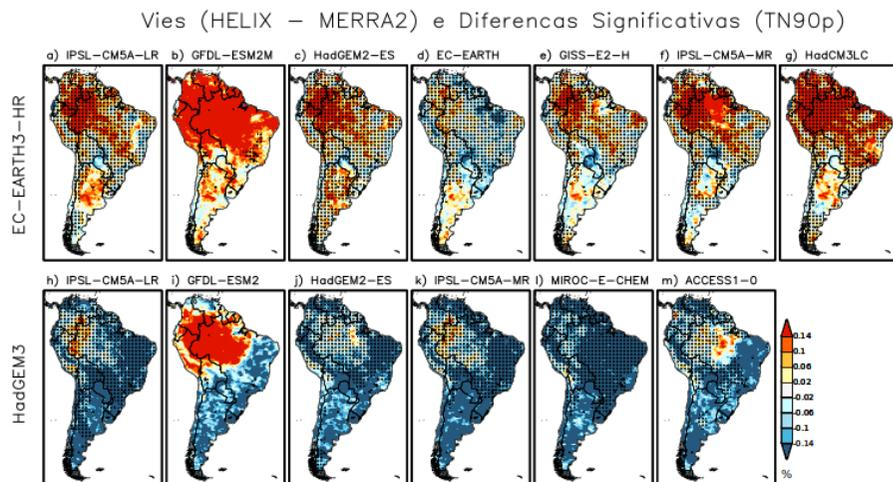 Vies (HELIX – MERRA2) e Diferencas Significativas (TN90p)
a) IPSL-CM5A-LR b) GFDL-ESM2M c) HadGEM2-ES d) EC-EARTH e) GISS-E2-H f) IPSL-CM5A-MR g) HadCM3LC
EC-EARTH3-HR
h) IPSL-CM5A-LR i) GFDL-ESM2 j) HadGEM2-ES k) IPSL-CM5A-MR l) MIROC-E-CHEM m) ACCESS1-0
HadGEM3
0.14
0.1
0.06
0.02
-0.02
-0.06
-0.1
-0.14
%